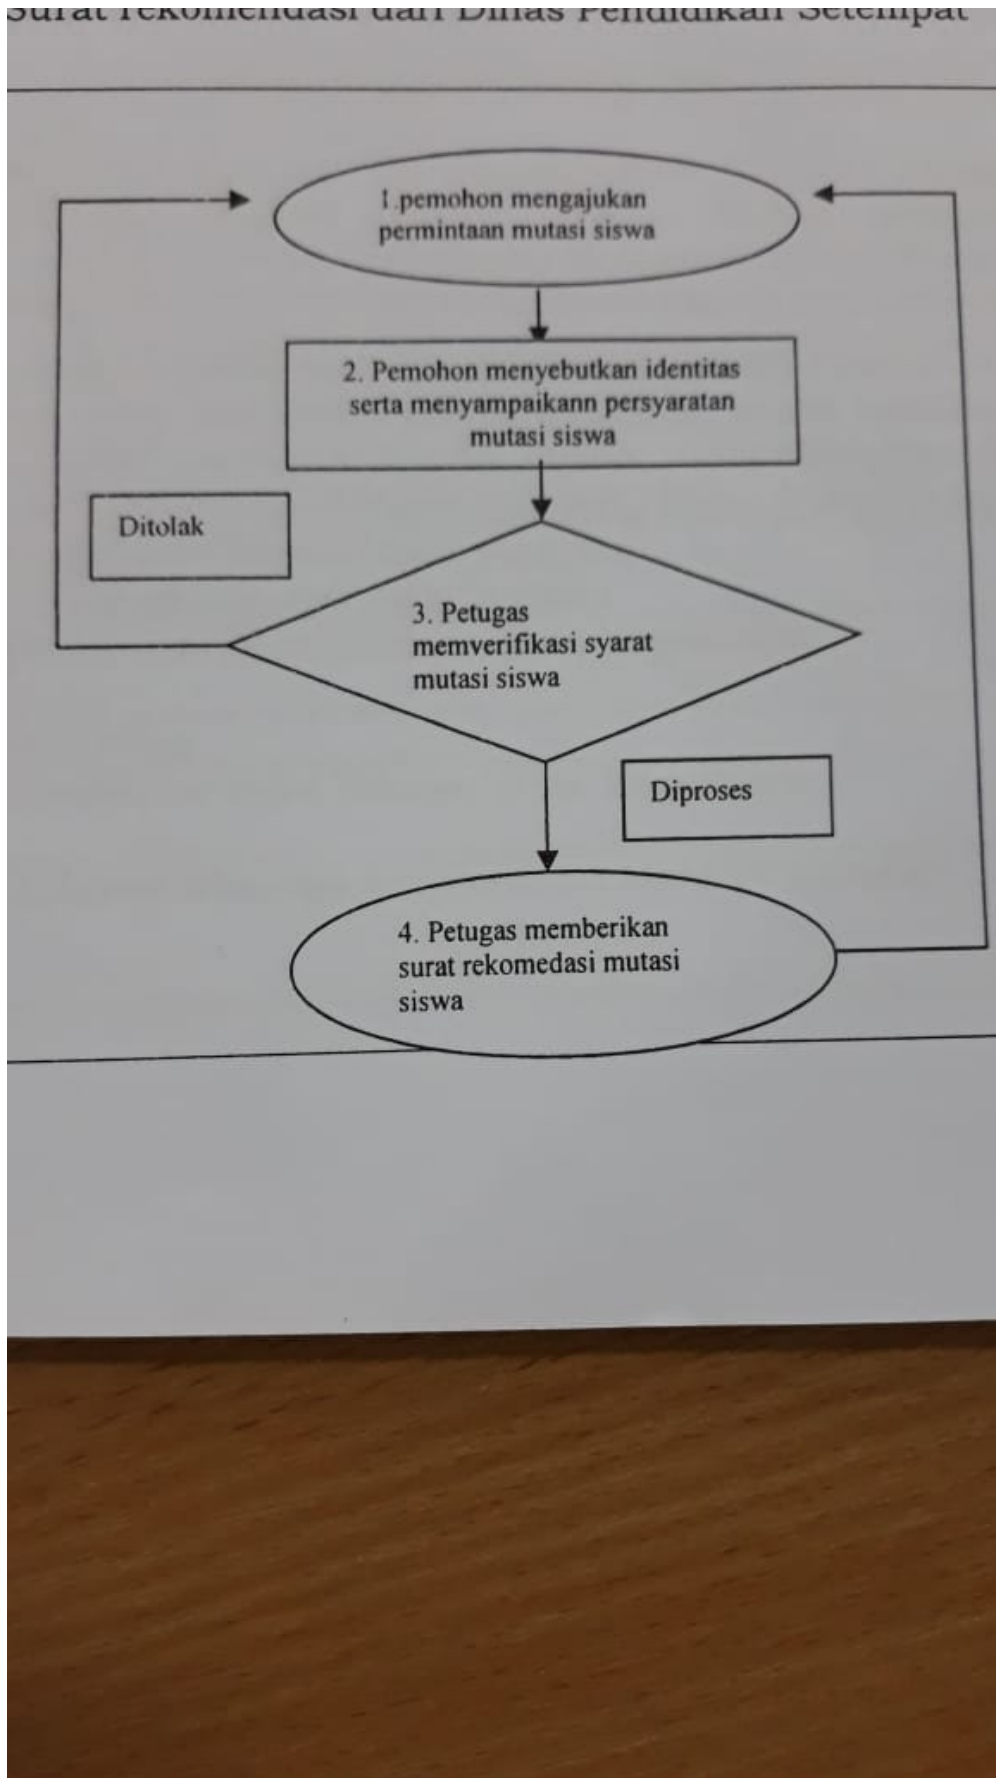 Surat rekomendasi dari Dinas Pendidikan Setempat
1.pemohon mengajukan
permintaan mutasi siswa
2. Pemohon menyebutkan identitas
serta menyampaikann persyaratan
mutasi siswa
Ditolak
3. Petugas
memverifikasi syarat
mutasi siswa
Diproses
4. Petugas memberikan
surat rekomedasi mutasi
siswa